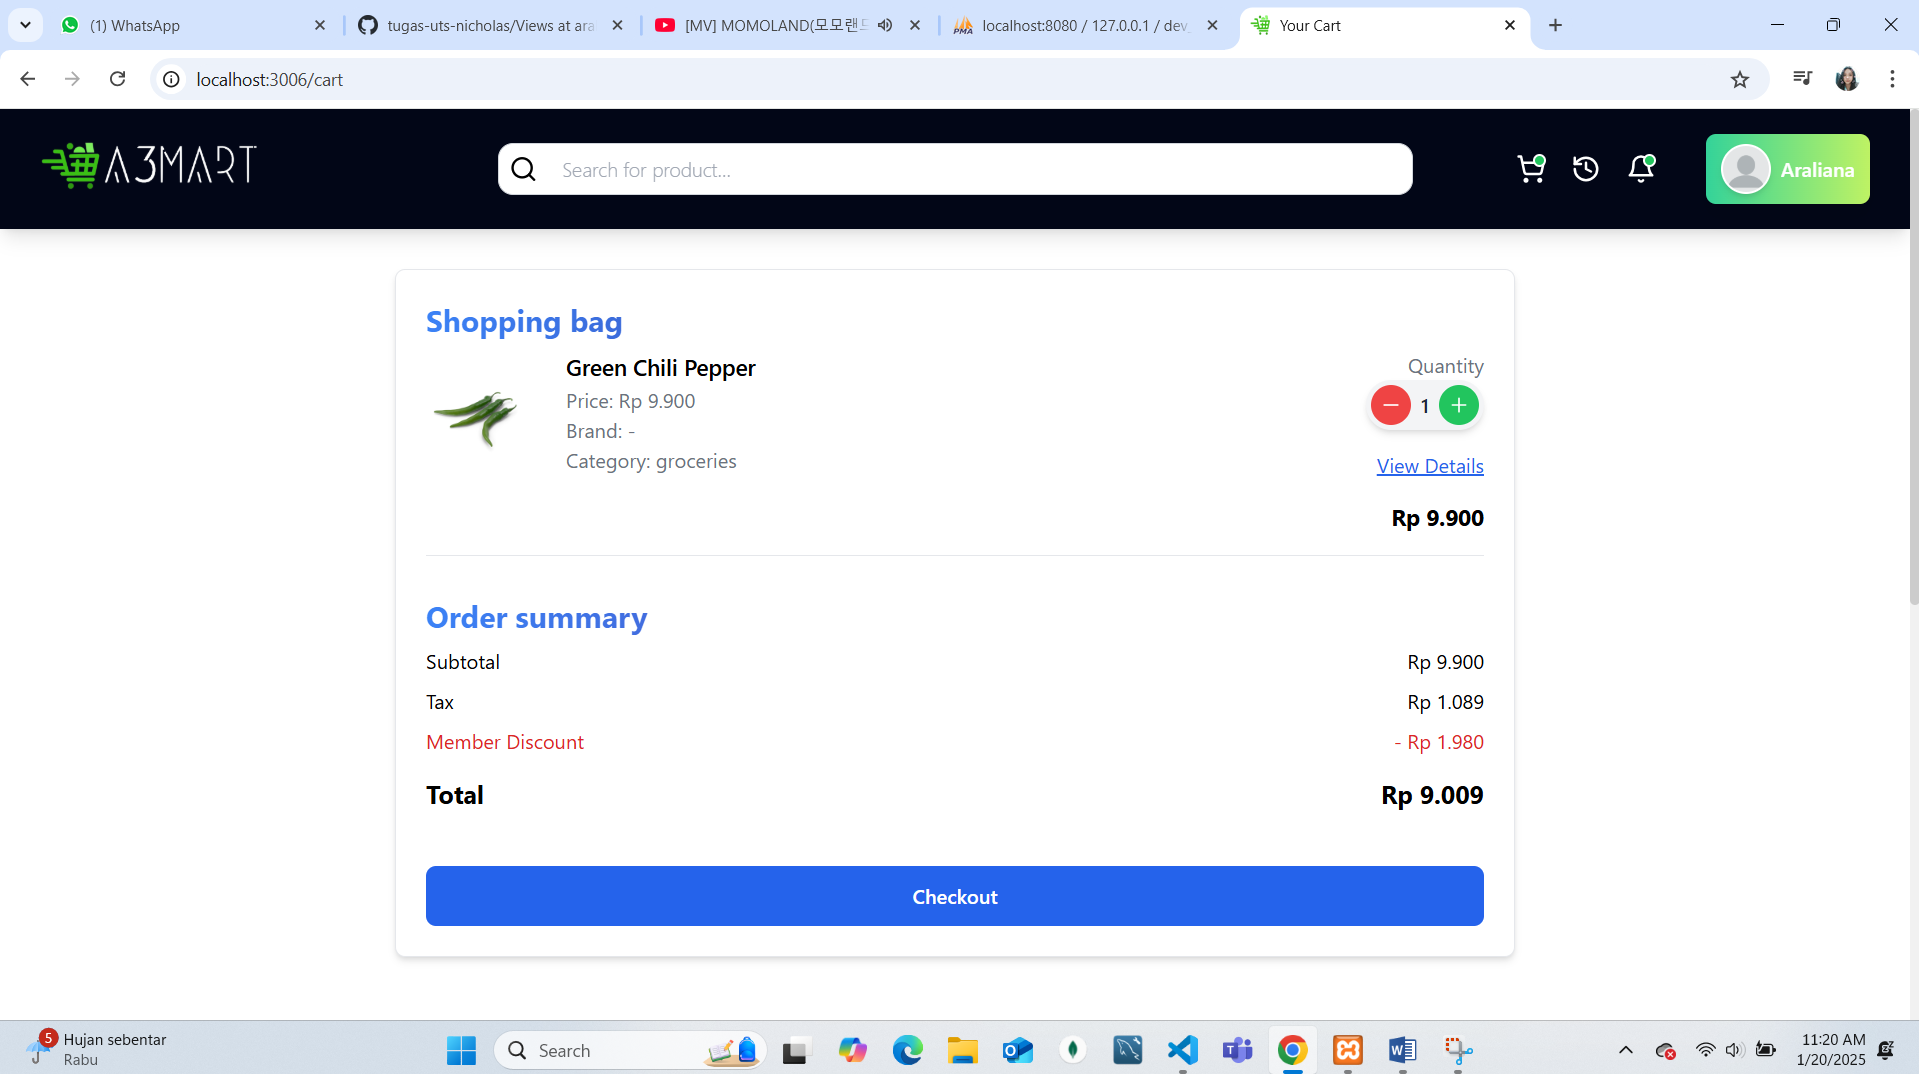 (1) WhatsApp
tugas-uts-nicholas/Views at ara
[MV] MOMOLAND(모모랜드
localhost:8080 / 127.0.0.1 / dev_
Your Cart
localhost:3006/cart
A3MART
Search for product...
Araliana
Shopping bag
Green Chili Pepper
Price: Rp 9.900
Brand: -
Category: groceries
Quantity
1
View Details
Rp 9.900
Order summary
Subtotal
Rp 9.900
Tax
Rp 1.089
Member Discount
- Rp 1.980
Total
Rp 9.009
Checkout
5
Hujan sebentar
Rabu
Search
11:20 AM
1/20/2025